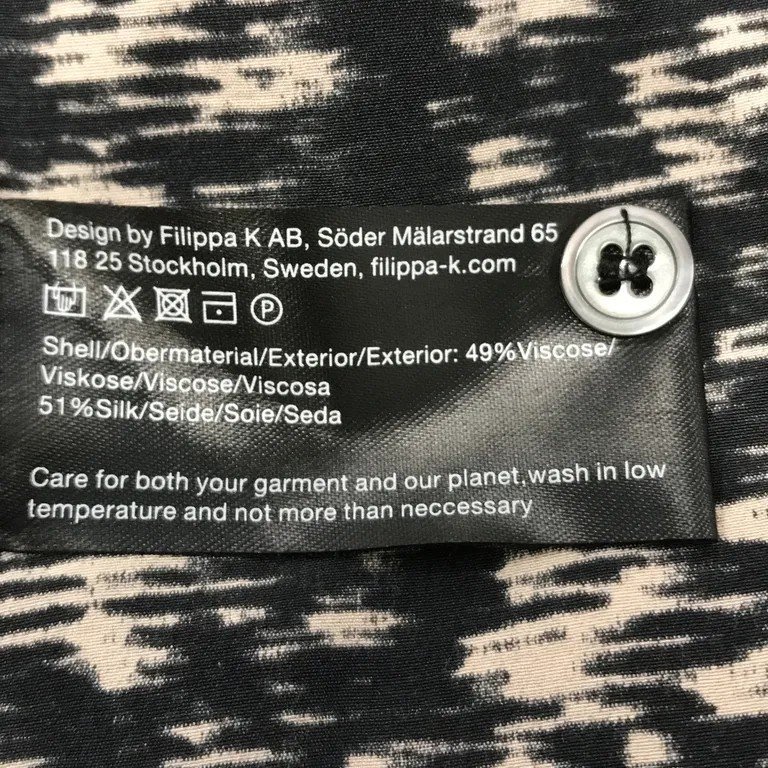 Design by Filippa K AB, Söder Mälarstrand 65
118 25 Stockholm, Sweden, filippa-k.com
P
Shell/Obermaterial/Exterior/Exterior: 49%Viscose/
Viskose/Viscose/Viscosa
51%Silk/Seide/Soie/Seda
Care for both your garment and our planet,wash in low
temperature and not more than neccessary